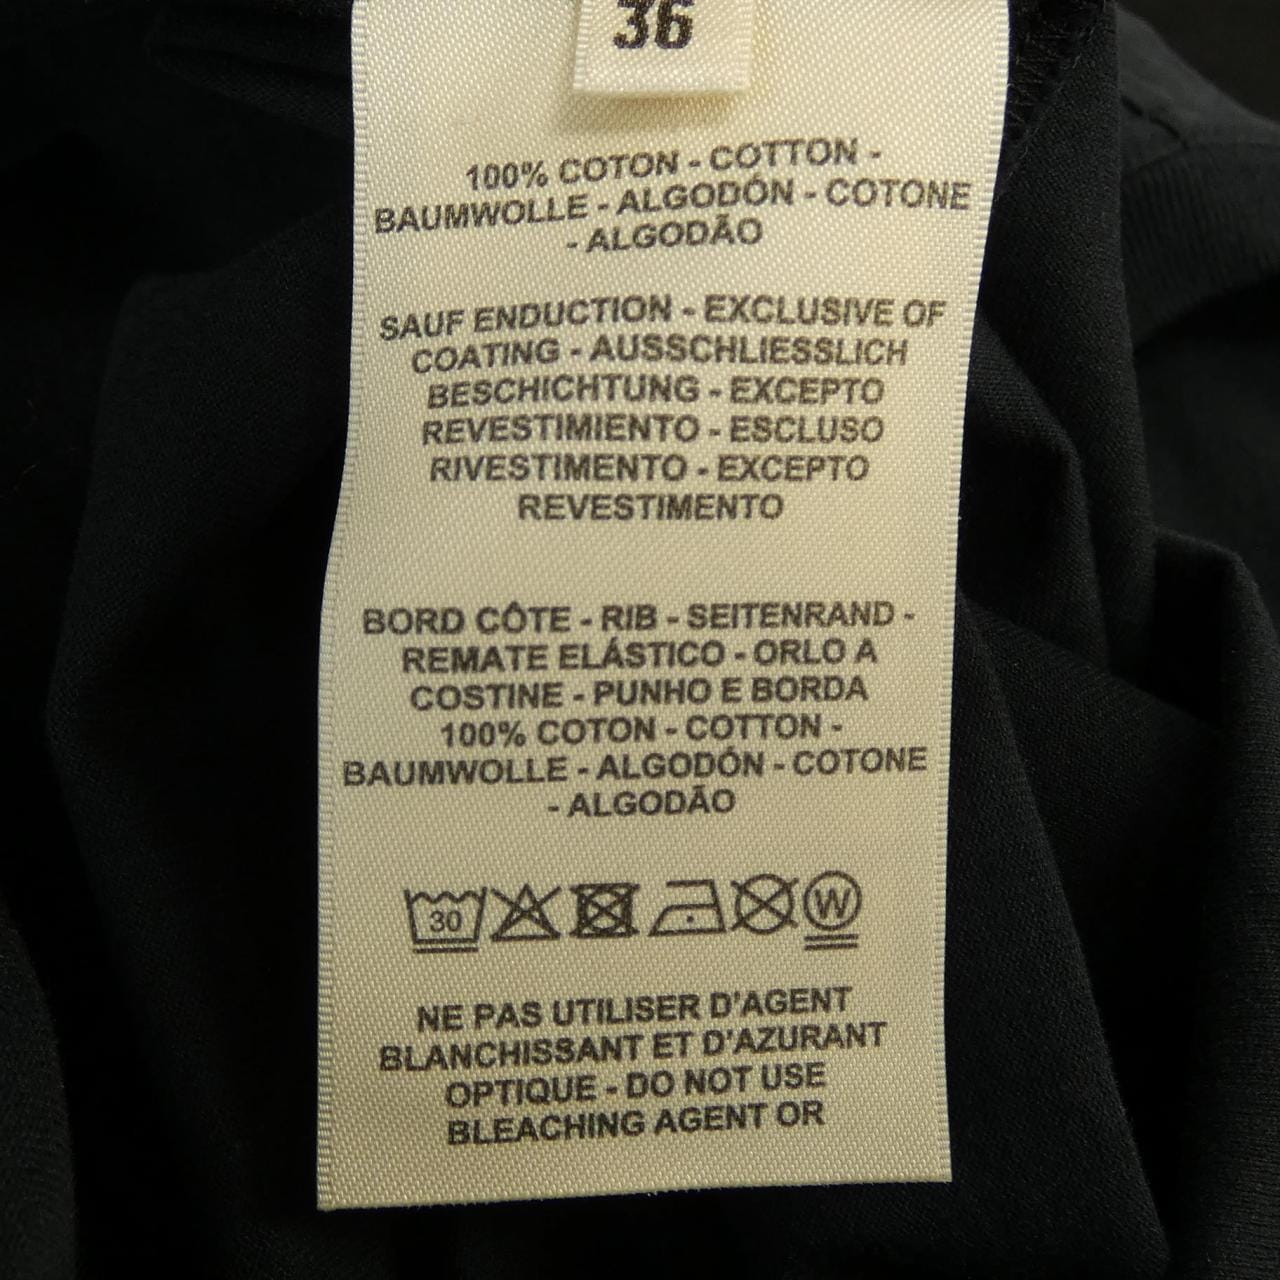 36
100% COTON - COTTON -
BAUMWOLLE - ALGODÓN - COTONE
- ALGODÃO
SAUF ENDUCTION - EXCLUSIVE OF
COATING - AUSSCHLIESSLICH
BESCHICHTUNG - EXCEPTO
REVESTIMIENTO - ESCLUSO
RIVESTIMENTO - EXCEPTO
REVESTIMENTO
BORD CÔTE - RIB - SEITENRAND -
REMATE ELÁSTICO - ORLO A
COSTINE - PUNHO E BORDA
100% COTON - COTTON -
BAUMWOLLE - ALGODÓN - COTONE
- ALGODÃO
30 W
NE PAS UTILISER D'AGENT
BLANCHISSANT ET D'AZURANT
OPTIQUE - DO NOT USE
BLEACHING AGENT OR